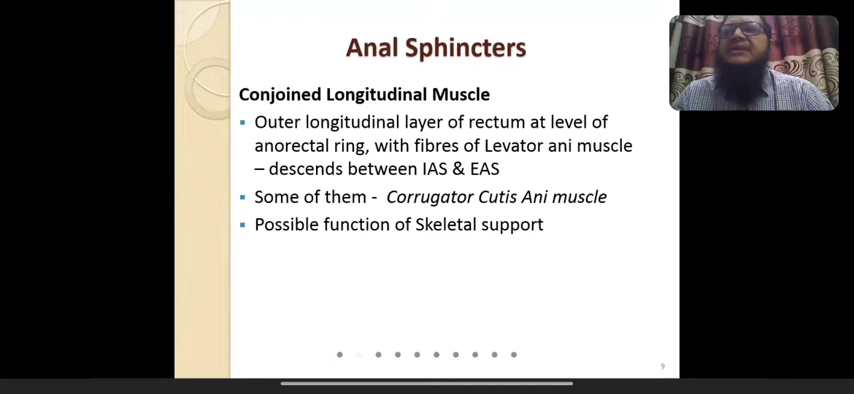 Anal Sphincters
Conjoined Longitudinal Muscle
▪ Outer longitudinal layer of rectum at level of
anorectal ring, with fibres of Levator ani muscle
– descends between IAS & EAS
▪ Some of them - Corrugator Cutis Ani muscle
▪ Possible function of Skeletal support
9